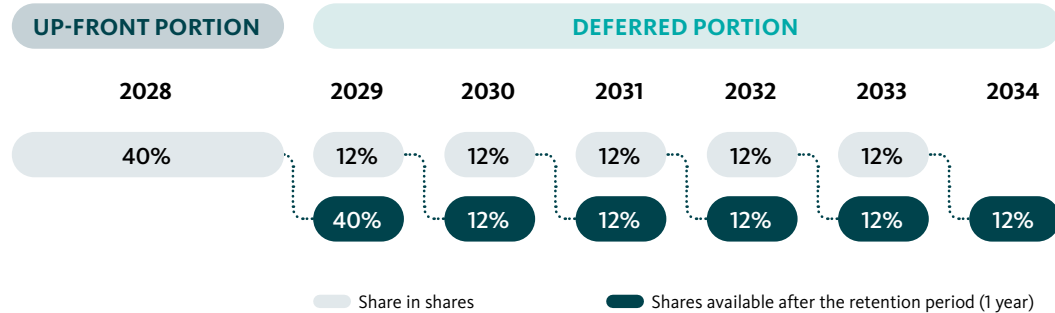 UP-FRONT PORTION DEFERRED PORTION
2028 2029 2030 2031 2032 2033 2034
40% 12% 12% 12% 12% 12%
40% 12% 12% 12% 12% 12%
Share in shares Shares available after the retention period (1 year)